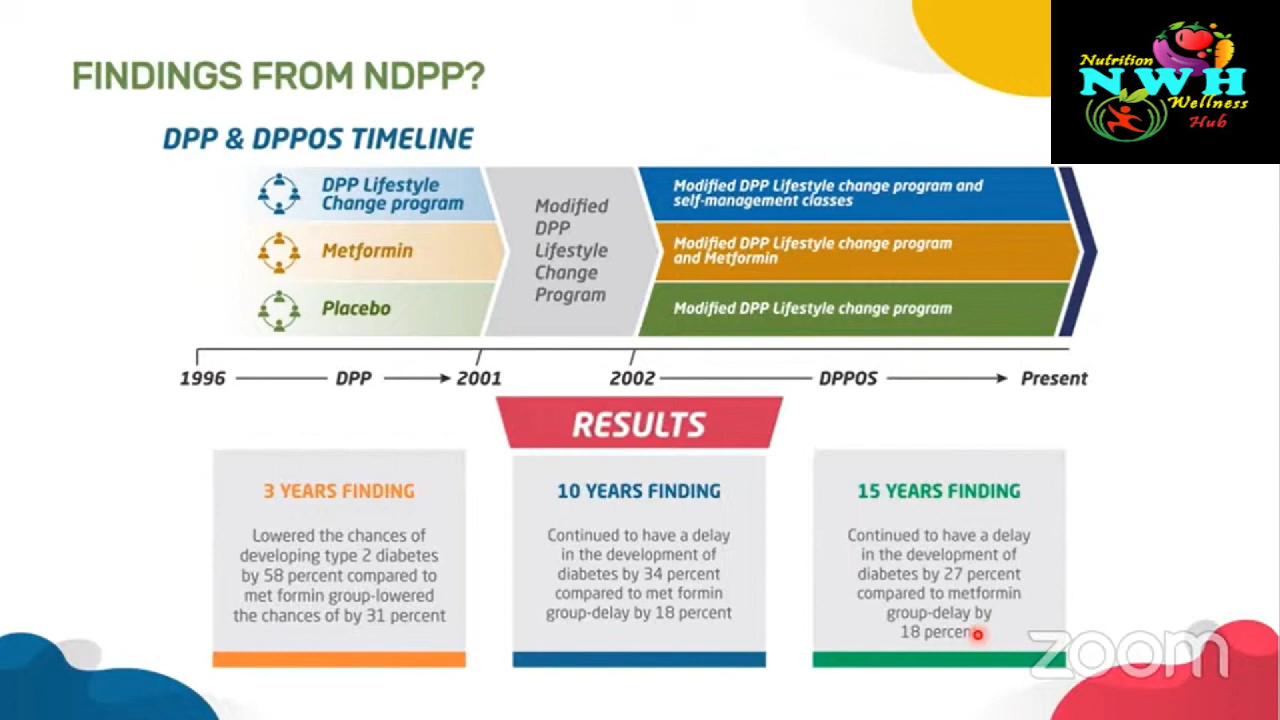 Nutrition
NWH
Wellness
Hub
FINDINGS FROM NDPP?
DPP & DPPOS TIMELINE
DPP Lifestyle
Change program
Metformin
Placebo
Modified
DPP
Lifestyle
Change
Program
Modified DPP Lifestyle change program and
self-management classes
Modified DPP Lifestyle change program
and Metformin
Modified DPP Lifestyle change program
1996 DPP 2001 2002 DPPOS Present
RESULTS
3 YEARS FINDING
Lowered the chances of
developing type 2 diabetes
by 58 percent compared to
met formin group-lowered
the chances of by 31 percent
10 YEARS FINDING
Continued to have a delay
in the development of
diabetes by 34 percent
compared to met formin
group-delay by 18 percent
15 YEARS FINDING
Continued to have a delay
in the development of
diabetes by 27 percent
compared to metformin
group-delay by
18 percent
zoom